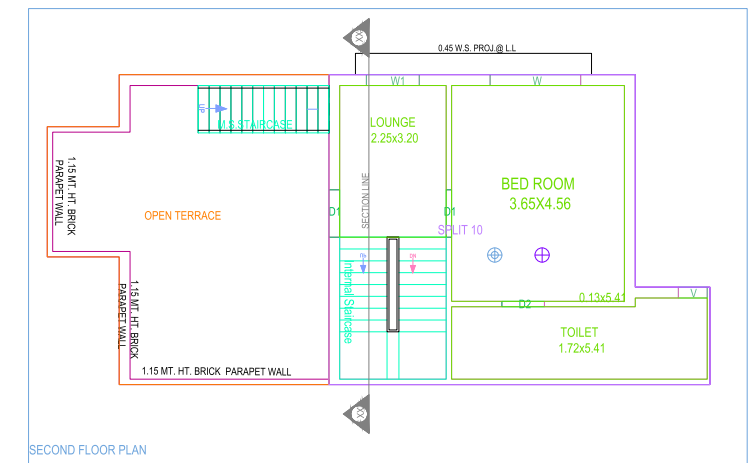 XX
0.45 W.S. PROJ.@ L.L
W1
W
UP
M.S.STAIRCASE
LOUNGE
2.25x3.20
BED ROOM
3.65X4.56
1.15 MT. HT. BRICK
PARAPET WALL
OPEN TERRACE
D1
SECTION LINE
D1
SPLIT 10
Internal Staircase
1.15 MT. HT. BRICK
PARAPET WALL
0.13x5.41
V
D2
TOILET
1.72x5.41
1.15 MT. HT. BRICK PARAPET WALL
XX
SECOND FLOOR PLAN